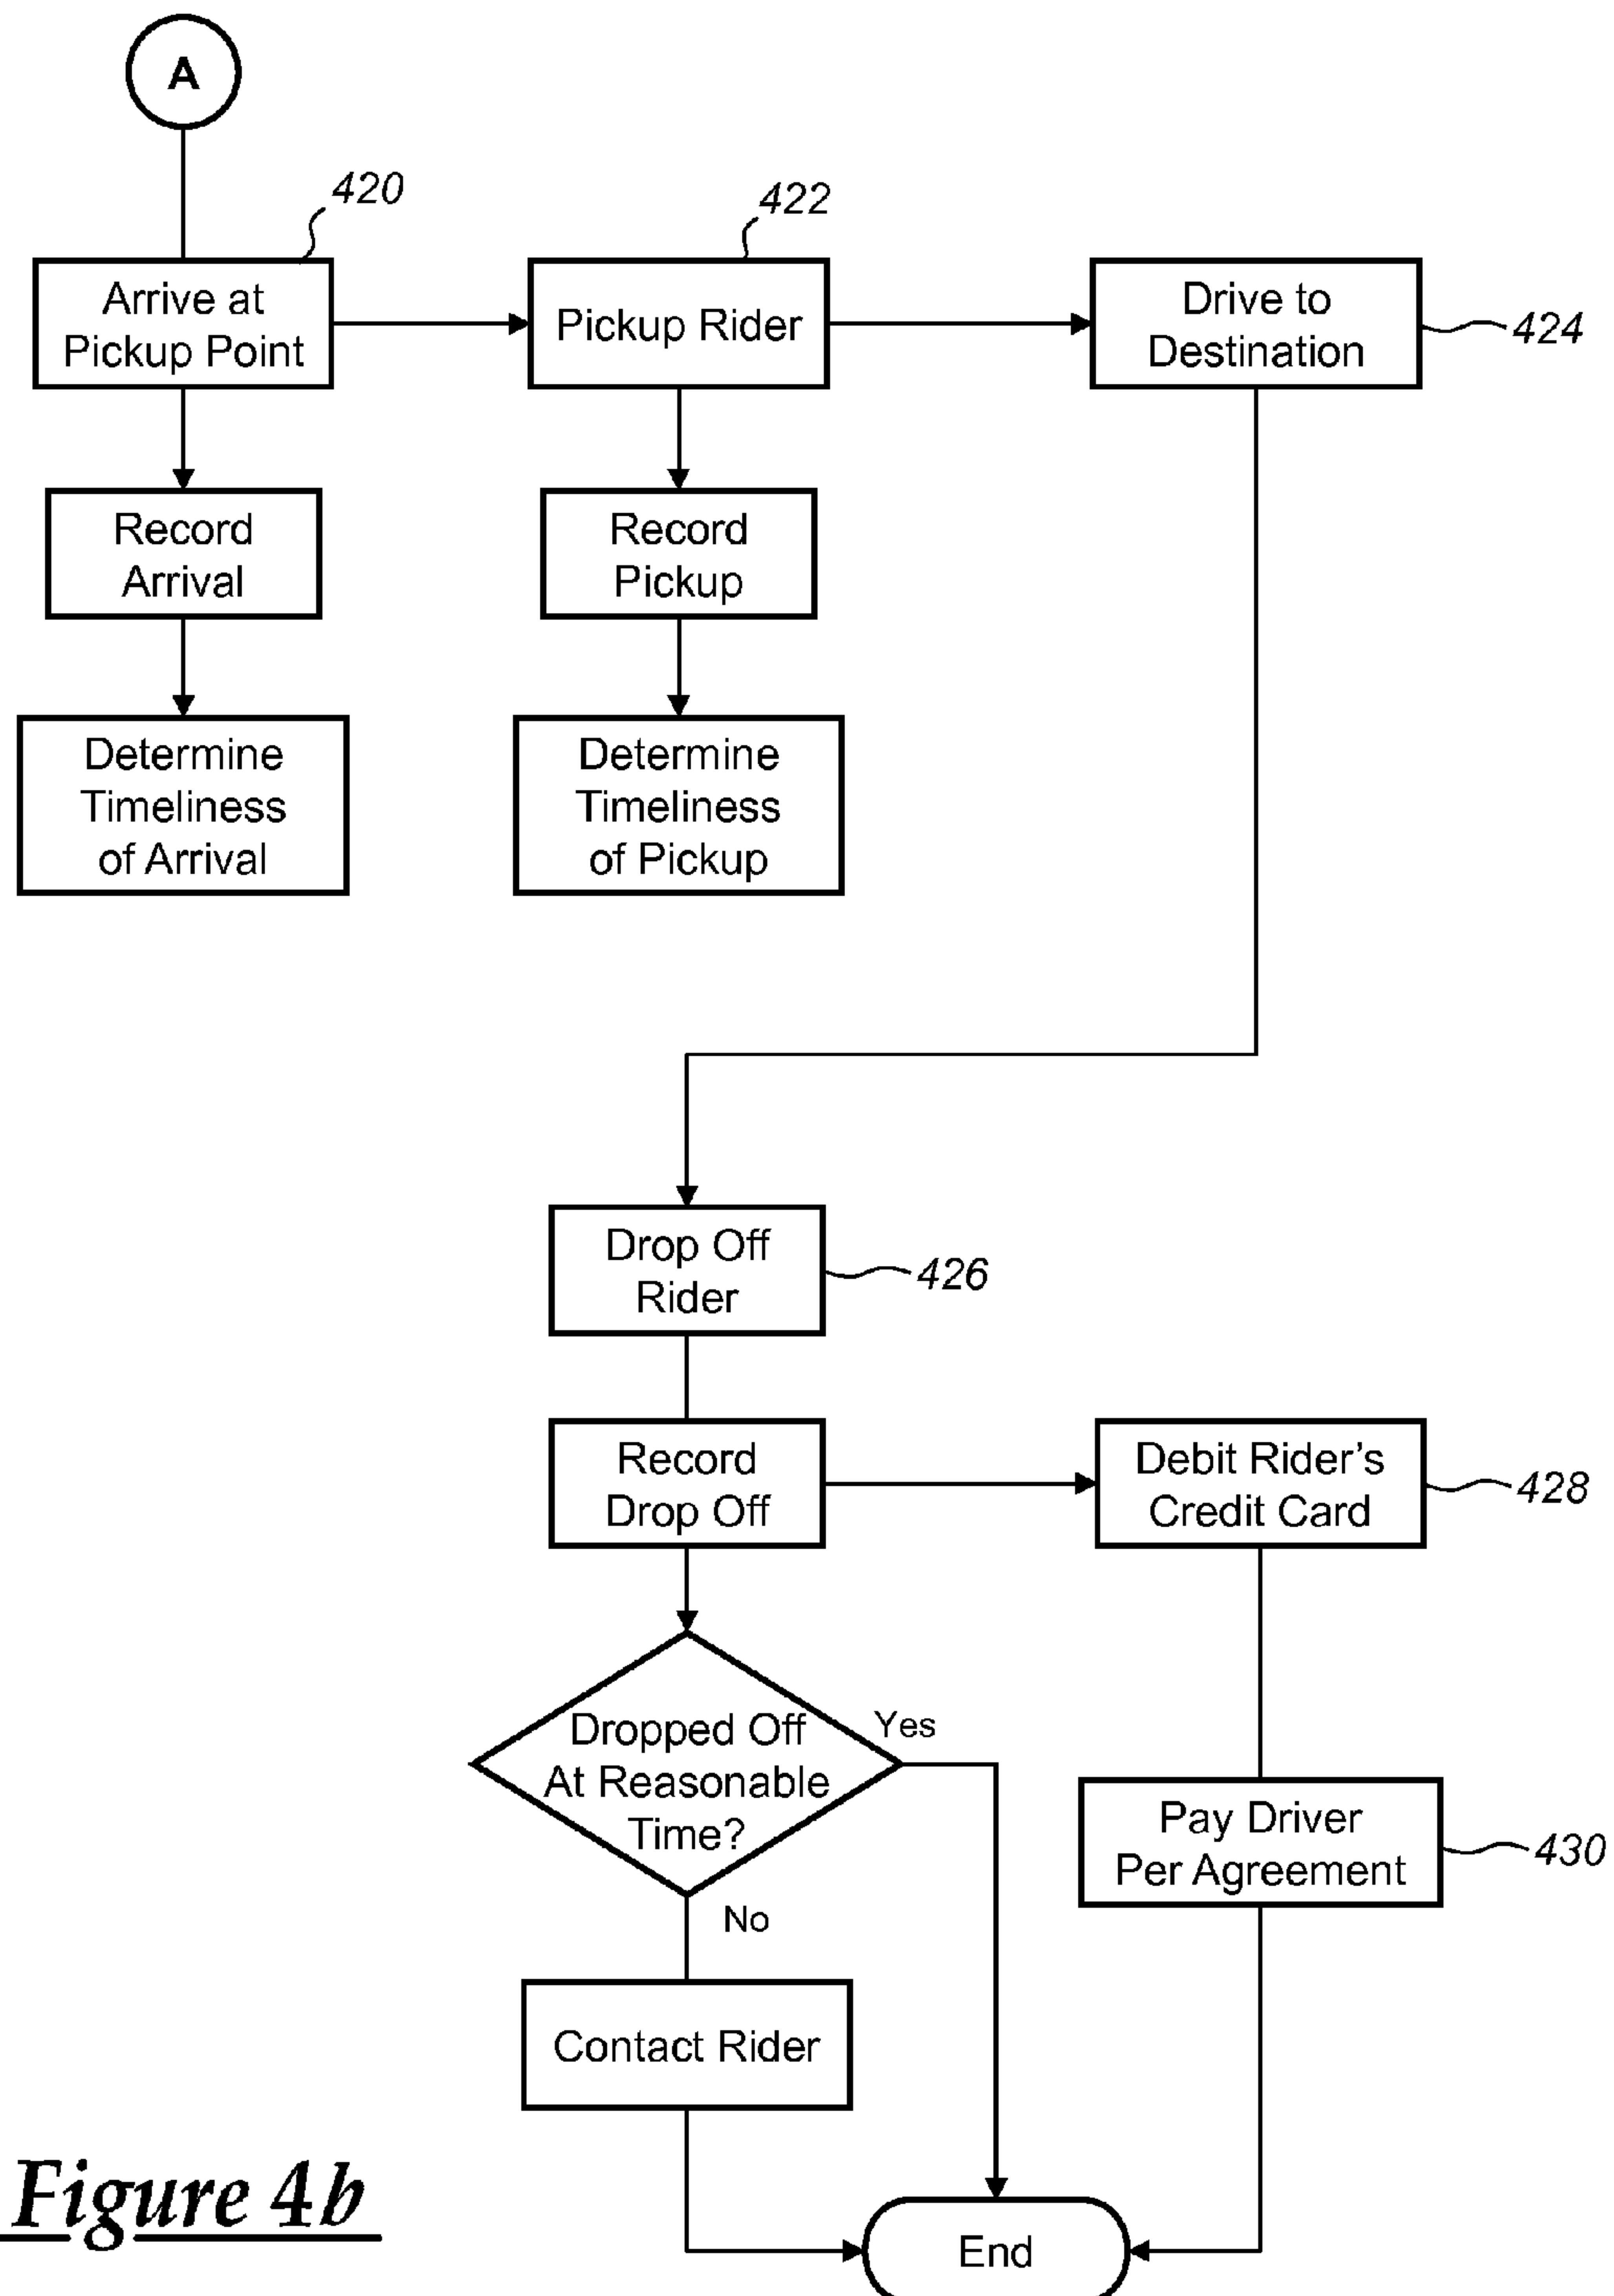 A
420
422
Arrive at
Pickup Point
Pickup Rider
Drive to
Destination
424
Record
Arrival
Record
Pickup
Determine
Timeliness
of Arrival
Determine
Timeliness
of Pickup
Drop Off
Rider
426
Record
Drop Off
Debit Rider's
Credit Card
428
Dropped Off
At Reasonable
Time?
Yes
No
Pay Driver
Per Agreement
430
Contact Rider
End
Figure 4b